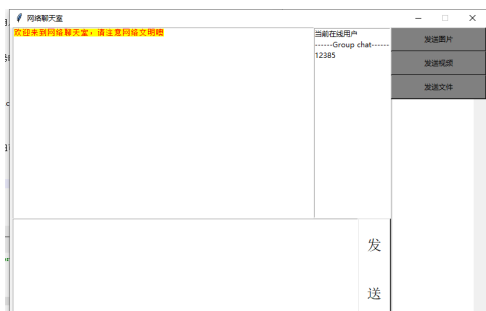 网络聊天室
欢迎来到网络聊天室，请注意网络文明哦
当前在线用户
------Group chat------
12385
发送图片
发送视频
发送文件
发
送